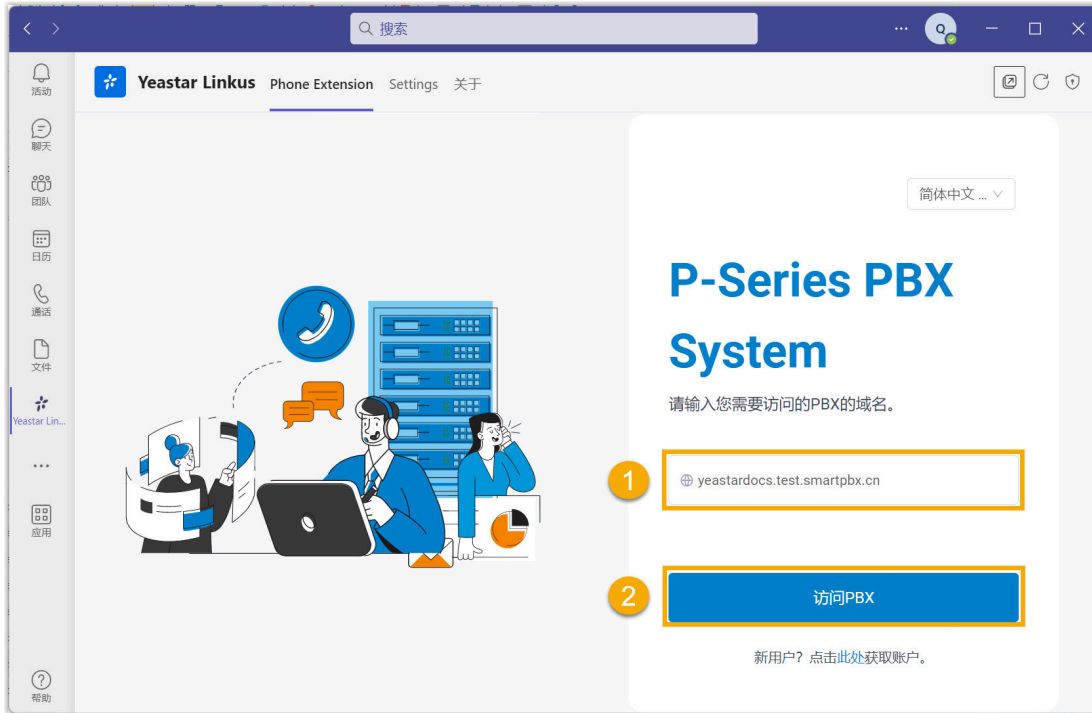 搜索
活动
聊天
团队
日历
通话
文件
Yeastar Lin...
应用
帮助
Yeastar Linkus Phone Extension Settings 关于
简体中文 ...
P-Series PBX
System
请输入您需要访问的PBX的域名。
1
yeastardocs.test.smartpbx.cn
2
访问PBX
新用户？点击此处获取账户。